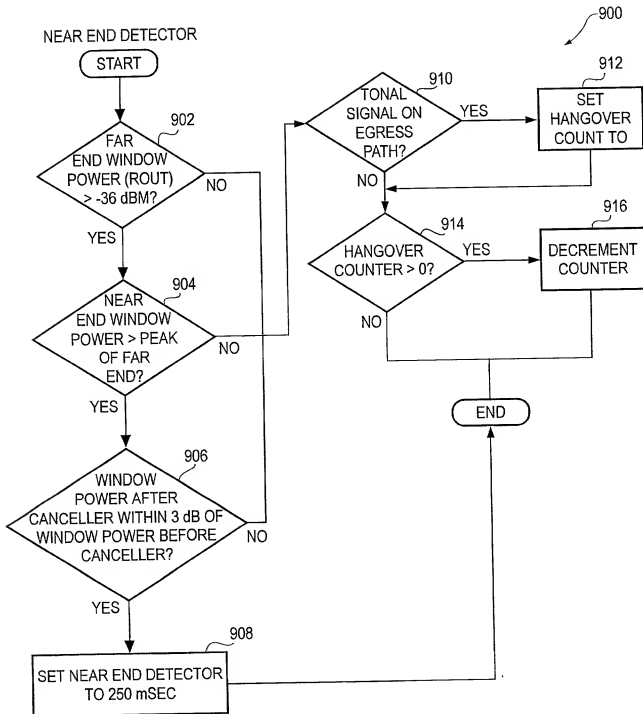 NEAR END DETECTOR
START
902
FAR
END WINDOW
POWER (ROUT)
> -36 dBM?
NO
YES
904
NEAR
END WINDOW
POWER > PEAK
OF FAR
END?
NO
YES
906
WINDOW
POWER AFTER
CANCELLER WITHIN 3 dB OF
WINDOW POWER BEFORE
CANCELLER?
NO
YES
908
SET NEAR END DETECTOR
TO 250 mSEC
900
910
TONAL
SIGNAL ON
EGRESS
PATH?
YES
NO
912
SET
HANGOVER
COUNT TO
914
HANGOVER
COUNTER > 0?
YES
NO
916
DECREMENT
COUNTER
END